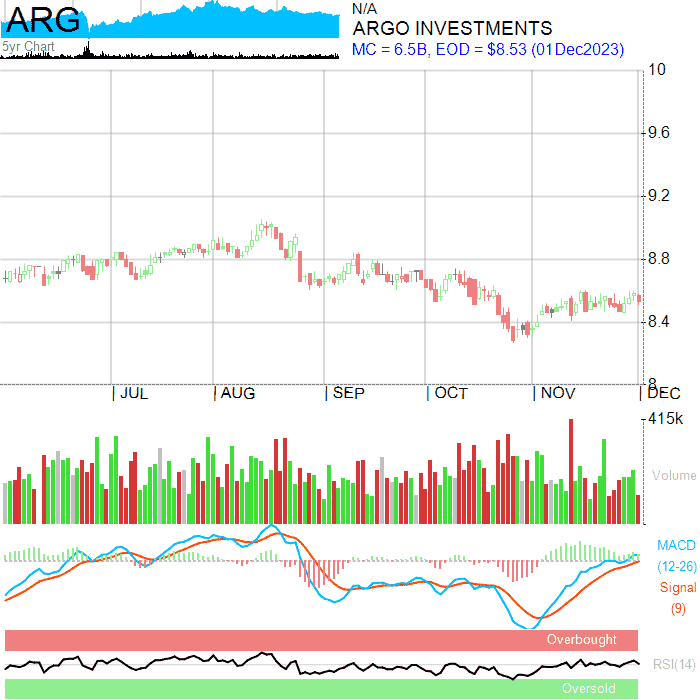 ARG
5yr Chart
N/A
ARGO INVESTMENTS
MC = 6.5B, EOD = $8.53 (01Dec2023)
10
9.6
9.2
8.8
8.4
8
| JUL | AUG | SEP | OCT | NOV | DEC
415k
Volume
MACD
(12-26)
Signal
(9)
Overbought
RSI(14)
Oversold